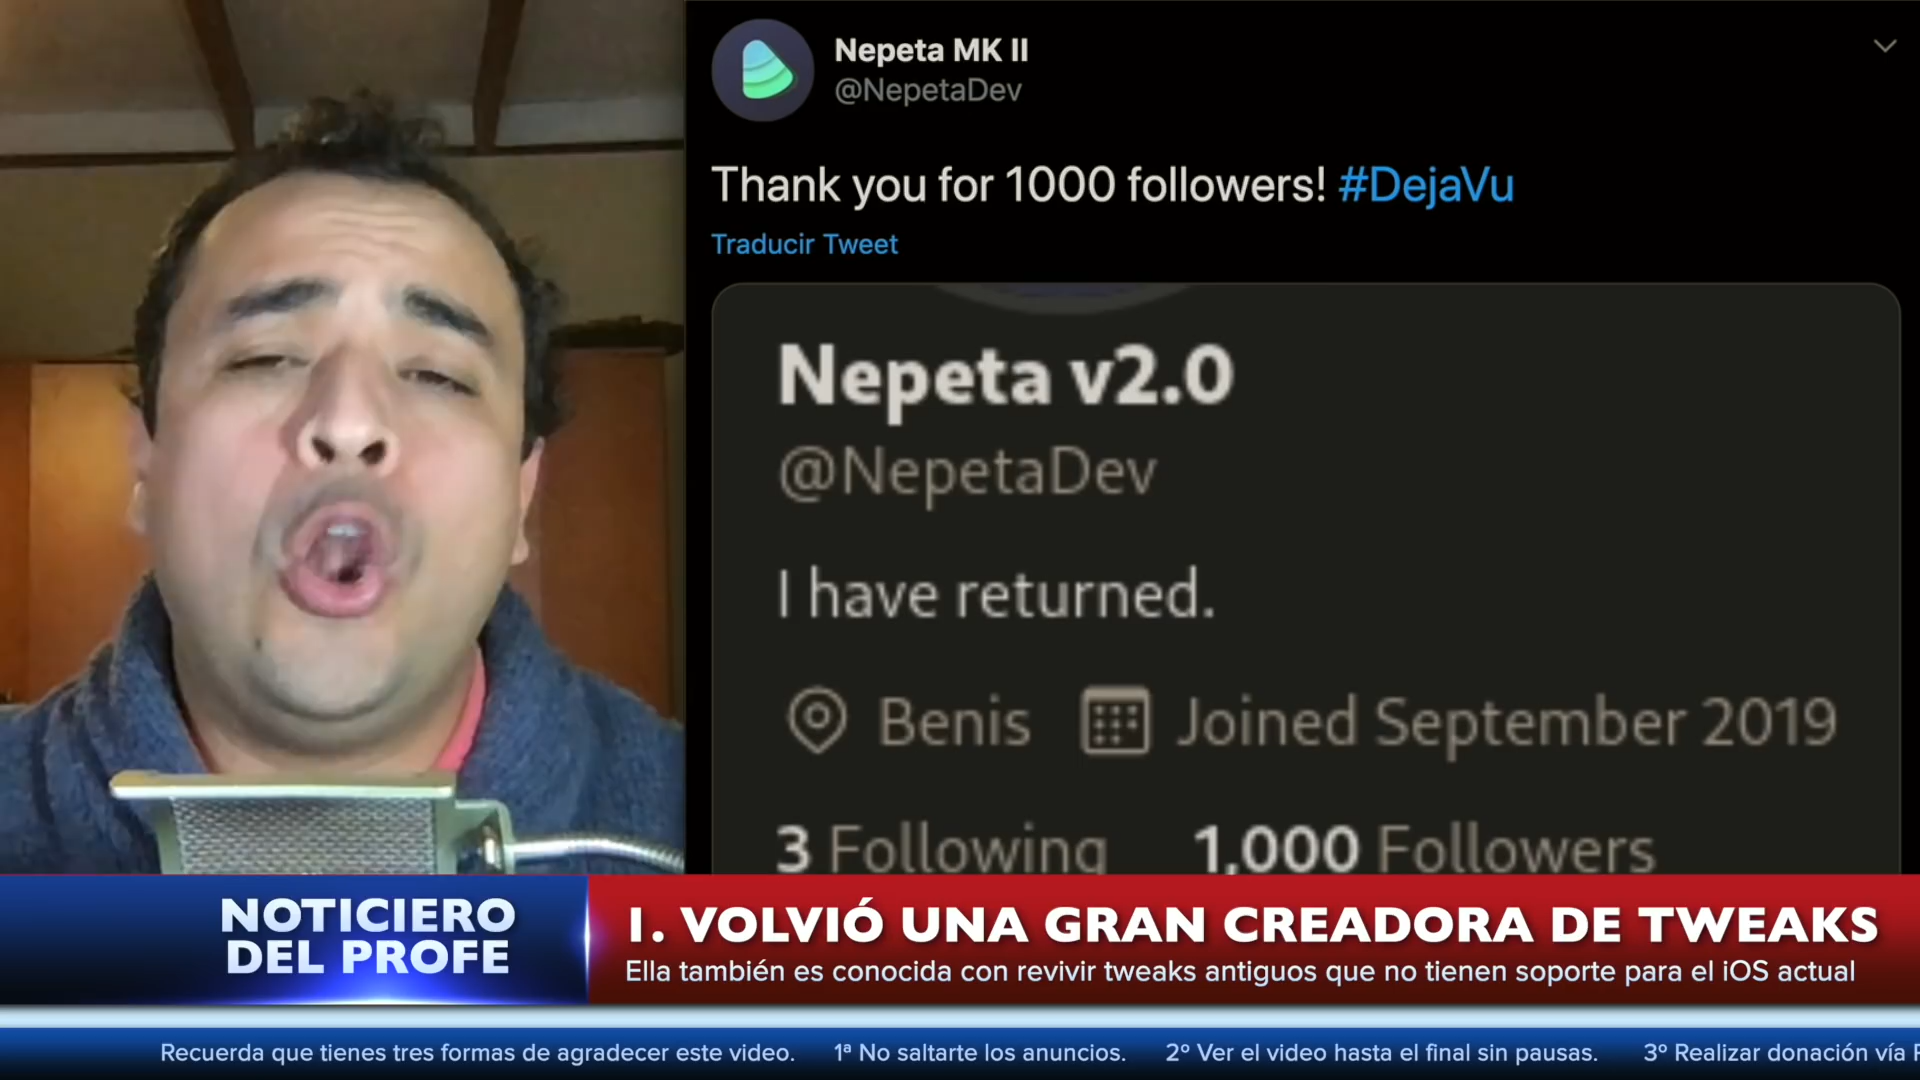 Nepeta MK II
@NepetaDev
Thank you for 1000 followers! #DejaVu
Traducir Tweet
Nepeta v2.0
@NepetaDev
I have returned.
Benis Joined September 2019
3 Following 1,000 Followers
NOTICIERO
DEL PROFE
1. VOLVIÓ UNA GRAN CREADORA DE TWEAKS
Ella también es conocida con revivir tweaks antiguos que no tienen soporte para el iOS actual
Recuerda que tienes tres formas de agradecer este video. 1ª No saltarte los anuncios. 2º Ver el video hasta el final sin pausas. 3º Realizar donación vía